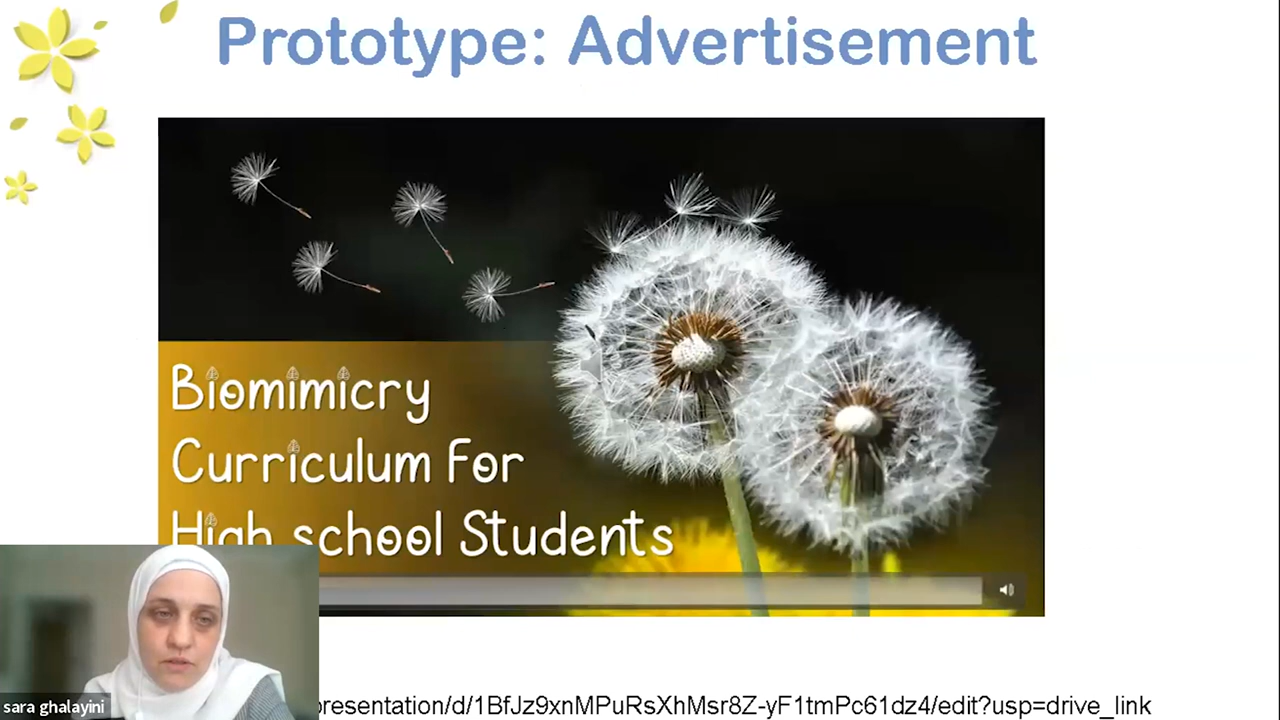 Prototype: Advertisement
Biomimicry
Curriculum For
High school Students
sara ghalayini
presentation/d/1BfJz9xnMPuRsXhMsr8Z-yF1tmPc61dz4/edit?usp=drive_link